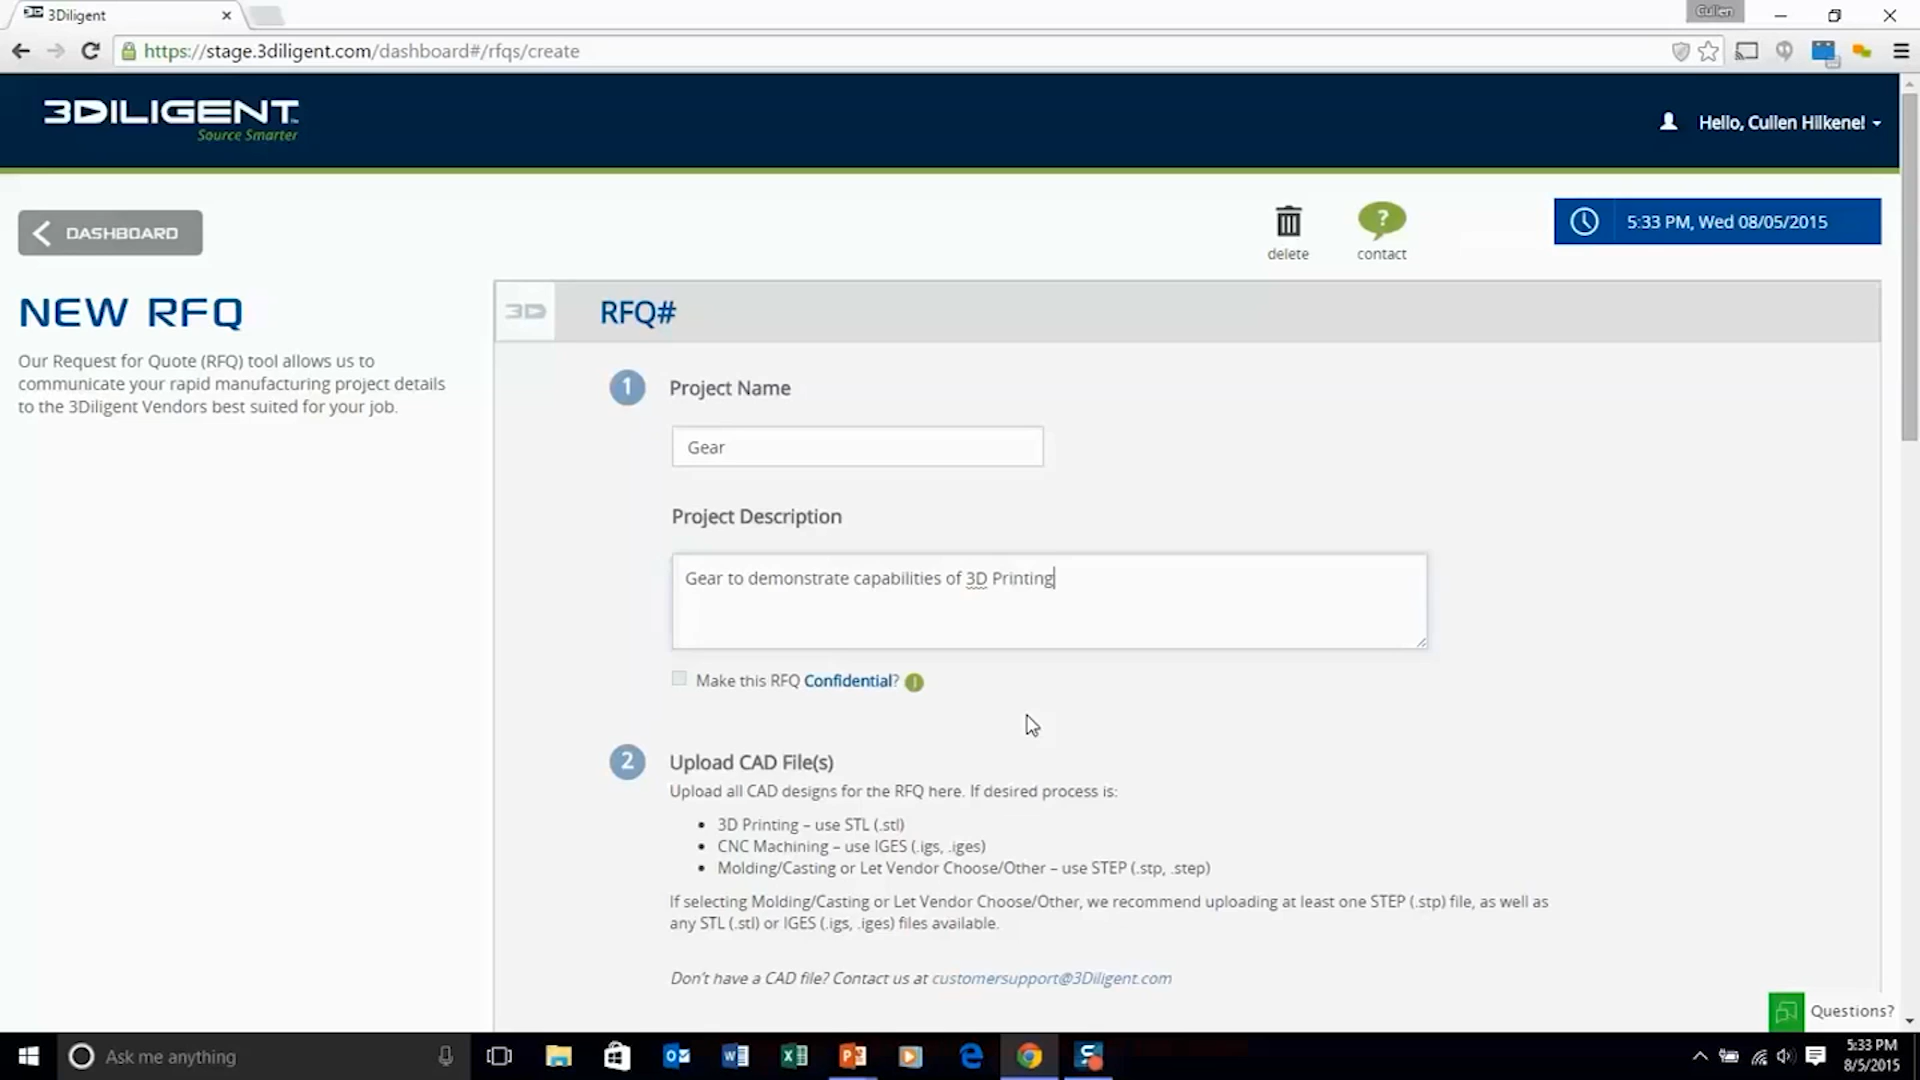 3Diligent
Cullen
https://stage.3diligent.com/dashboard#/rfqs/create
3DILIGENT™
Source Smarter
Hello, Cullen Hilkene!
DASHBOARD
delete
?
contact
5:33 PM, Wed 08/05/2015
NEW RFQ
Our Request for Quote (RFQ) tool allows us to
communicate your rapid manufacturing project details
to the 3Diligent Vendors best suited for your job.
3D
RFQ#
1
Project Name
Gear
Project Description
Gear to demonstrate capabilities of 3D Printing
Make this RFQ Confidential?
2
Upload CAD File(s)
Upload all CAD designs for the RFQ here. If desired process is:
• 3D Printing – use STL (.stl)
• CNC Machining – use IGES (.igs, .iges)
• Molding/Casting or Let Vendor Choose/Other – use STEP (.stp, .step)
If selecting Molding/Casting or Let Vendor Choose/Other, we recommend uploading at least one STEP (.stp) file, as well as
any STL (.stl) or IGES (.igs, .iges) files available.
Don't have a CAD file? Contact us at customersupport@3Diligent.com
Questions?
Ask me anything
5:33 PM
8/5/2015